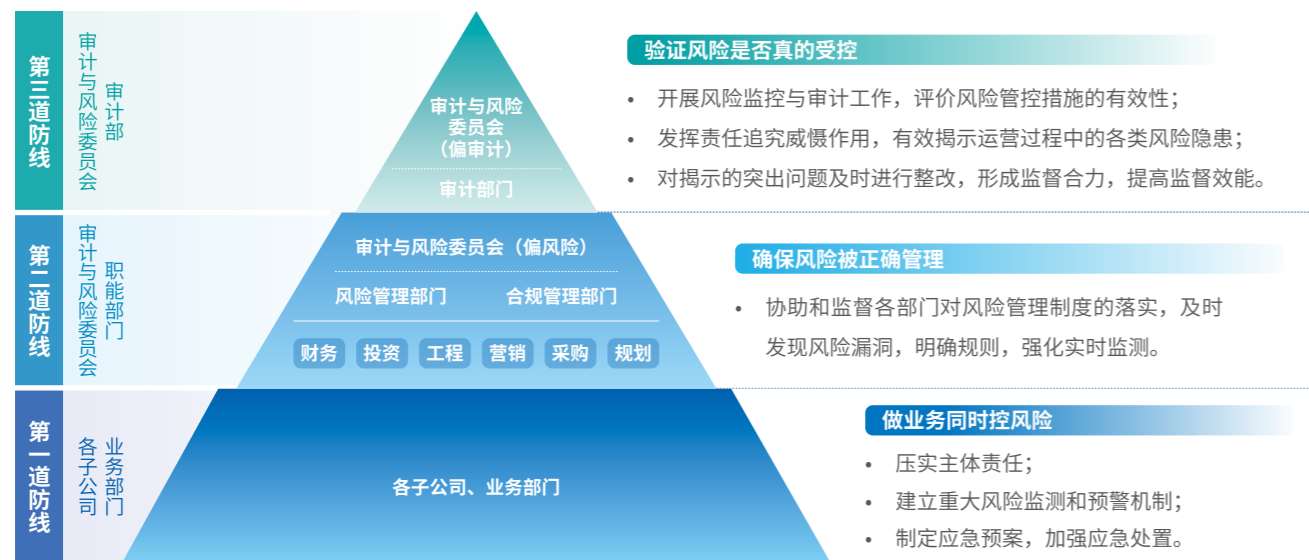 第三道防线
审计与风险委员会
审计部
审计与风险
委员会
（偏审计）
审计部门
验证风险是否真的受控
• 开展风险监控与审计工作，评价风险管控措施的有效性；
• 发挥责任追究威慑作用，有效揭示运营过程中的各类风险隐患；
• 对揭示的突出问题及时进行整改，形成监督合力，提高监督效能。
第二道防线
审计与风险委员会
职能部门
审计与风险委员会（偏风险）
风险管理部门 合规管理部门
财务 投资 工程 营销 采购 规划
确保风险被正确管理
• 协助和监督各部门对风险管理制度的落实，及时
发现风险漏洞，明确规则，强化实时监测。
第一道防线
各子公司
业务部门
各子公司、业务部门
做业务同时控风险
• 压实主体责任；
• 建立重大风险监测和预警机制；
• 制定应急预案，加强应急处置。